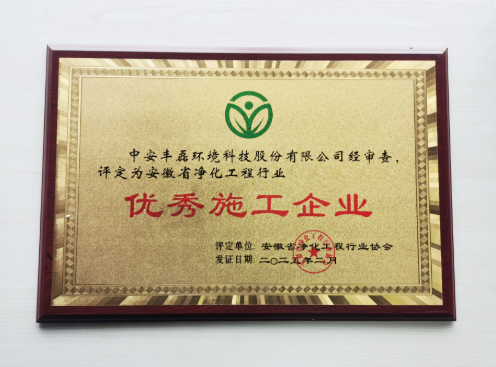 中安丰磊环境科技股份有限公司经审查，
评定为安徽省净化工程行业
优秀施工企业
评定单位: 安徽省净化工程行业协会
发证日期: 二〇二五年二月